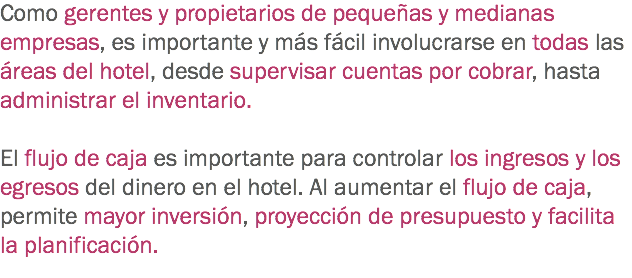 Como gerentes y propietarios de pequeñas y medianas
empresas, es importante y más fácil involucrarse en todas las
áreas del hotel, desde supervisar cuentas por cobrar, hasta
administrar el inventario.
El flujo de caja es importante para controlar los ingresos y los
egresos del dinero en el hotel. Al aumentar el flujo de caja,
permite mayor inversión, proyección de presupuesto y facilita
la planificación.